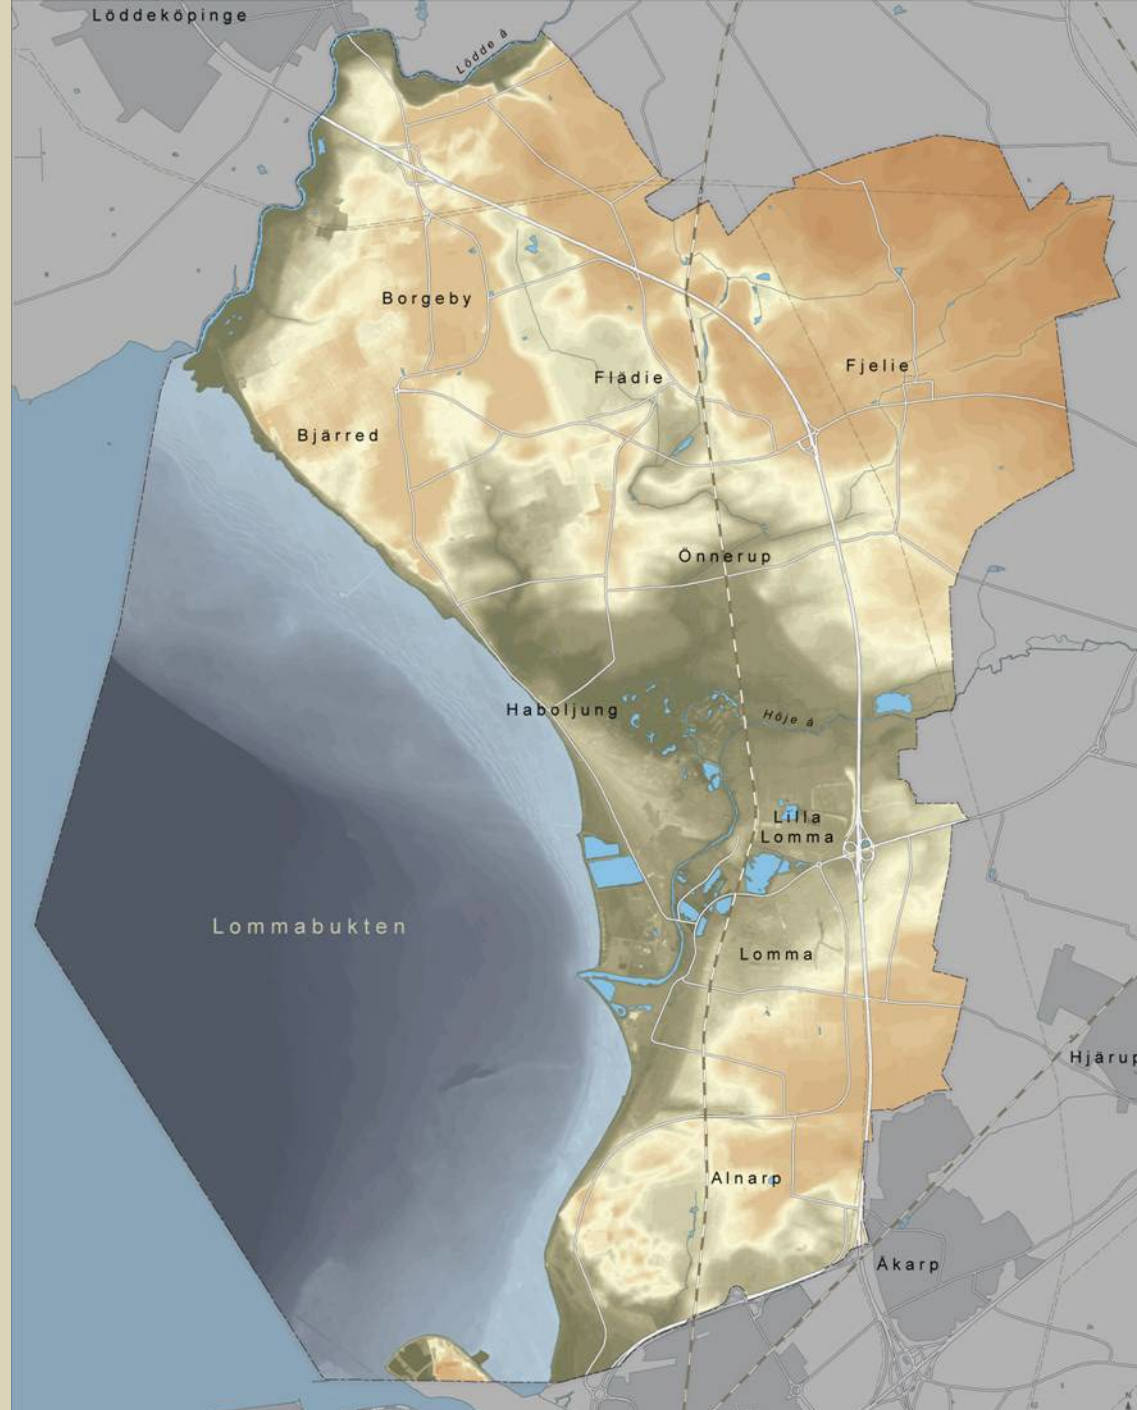 Löddeköpinge
Lödde å
Borgeby
Fjelie
Flädie
Bjärred
Önnerup
Haboljung
Höje å
Lilla
Lomma
Lommabukten
Lomma
Hjärup
Alnarp
Åkarp
N